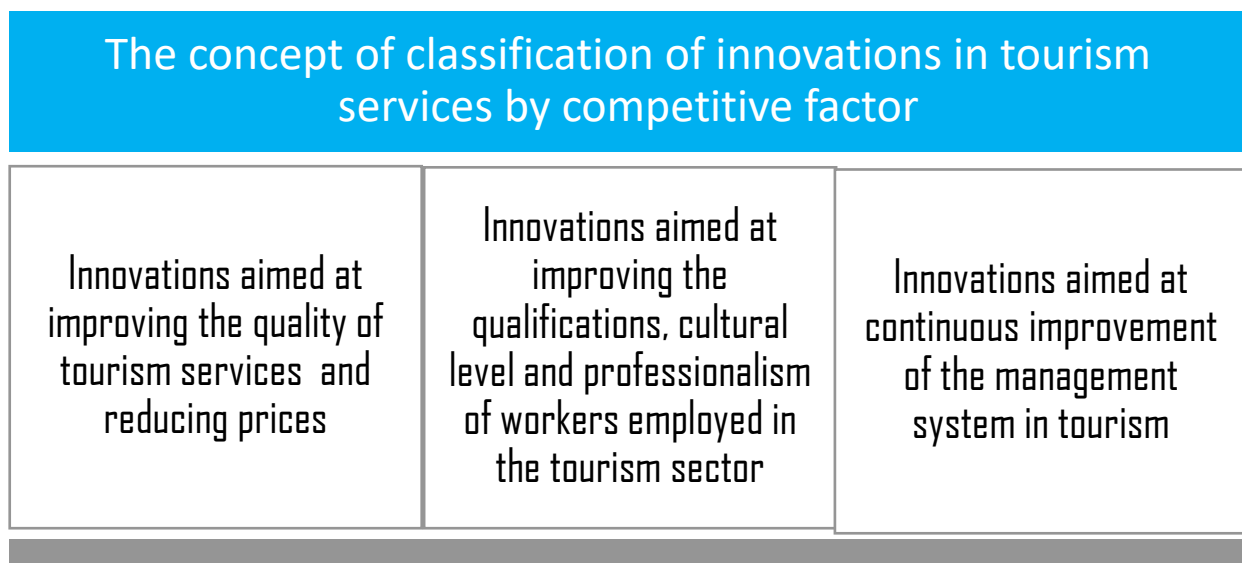 The concept of classification of innovations in tourism
services by competitive factor
Innovations aimed at
improving the quality of
tourism services and
reducing prices
Innovations aimed at
improving the
qualifications, cultural
level and professionalism
of workers employed in
the tourism sector
Innovations aimed at
continuous improvement
of the management
system in tourism